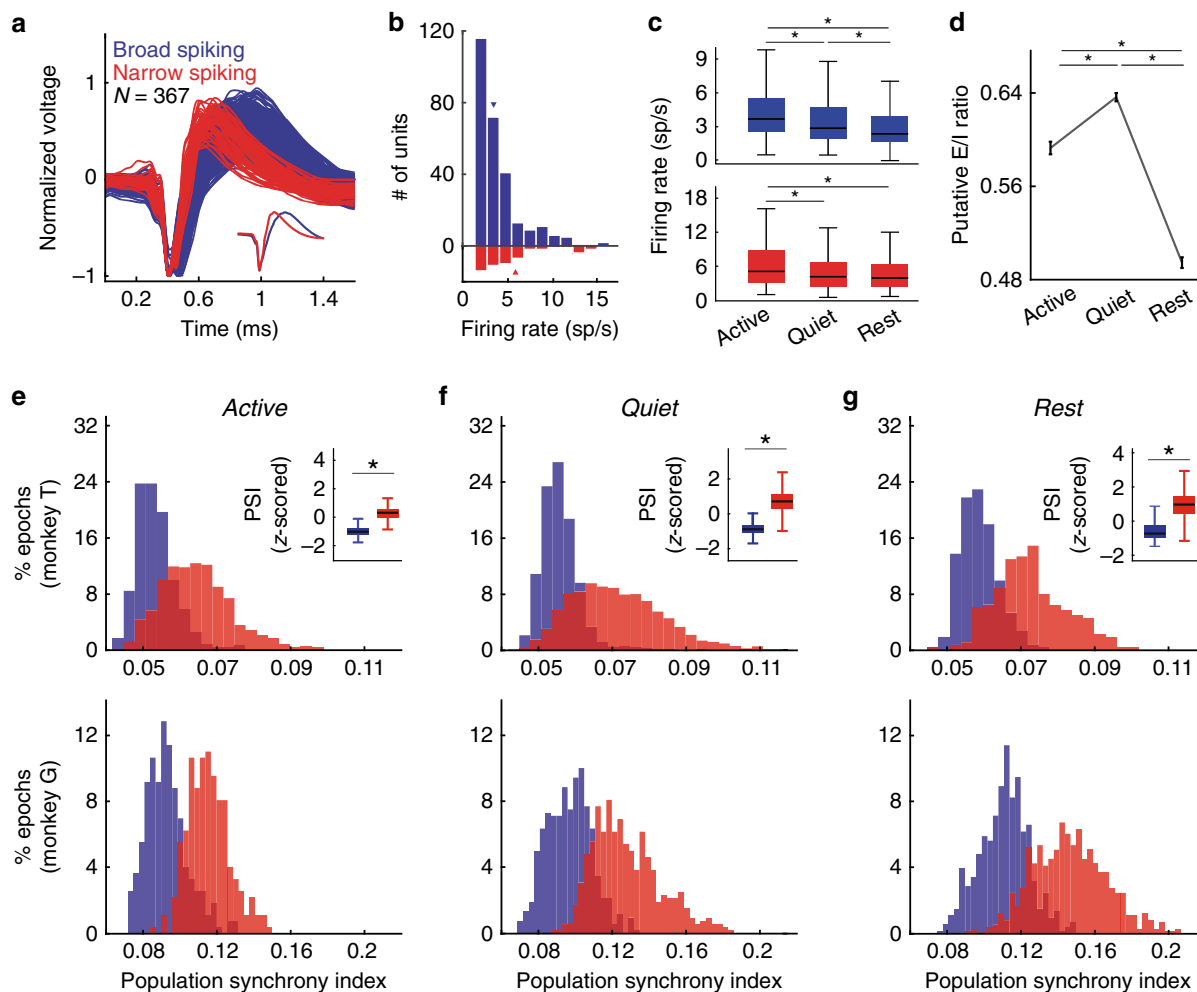 a
Broad spiking
Narrow spiking
N = 367
Normalized voltage
1
0
−1
0.2 0.6 1 1.4
Time (ms)
b
120
80
40
0
# of units
0 5 10 15
Firing rate (sp/s)
c
* * *
9
6
3
0
Firing rate (sp/s)
* *
18
12
6
0
Active Quiet Rest
d
* * *
Putative E/I ratio
0.64
0.56
0.48
Active Quiet Rest
e
Active
32
24
16
8
0
% epochs
(monkey T)
0.05 0.07 0.09 0.11
PSI
(z-scored)
4
2
0
−2
*
f
Quiet
32
24
16
8
0
0.05 0.07 0.09 0.11
PSI
(z-scored)
4
2
0
−2
*
g
Rest
32
24
16
8
0
0.05 0.07 0.09 0.11
PSI
(z-scored)
4
2
0
−2
*
12
8
4
0
% epochs
(monkey G)
0.08 0.12 0.16 0.2
Population synchrony index
12
8
4
0
0.08 0.12 0.16 0.2
Population synchrony index
12
8
4
0
0.08 0.12 0.16 0.2
Population synchrony index